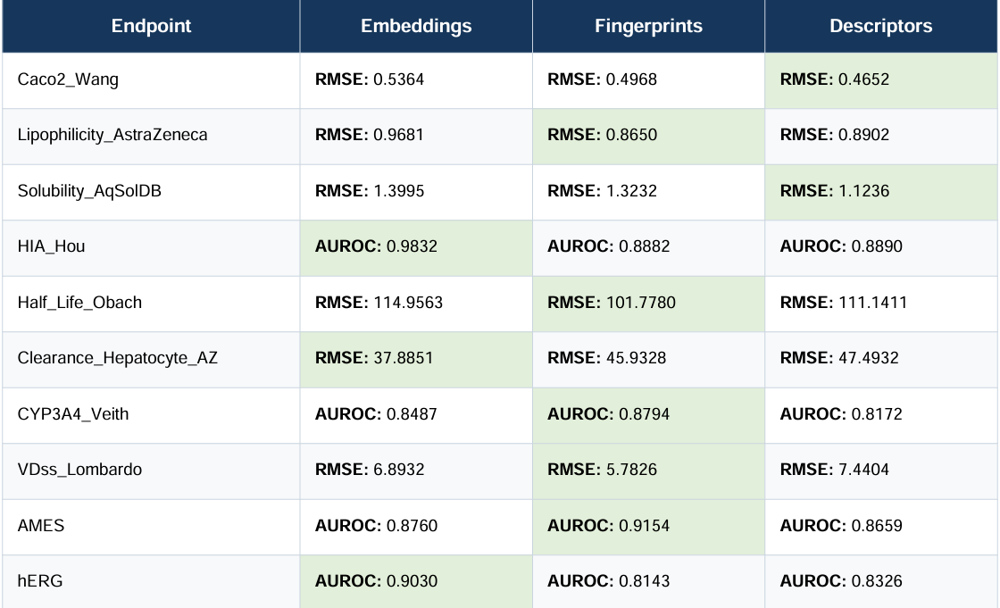 Endpoint Embeddings Fingerprints Descriptors
Caco2_Wang RMSE: 0.5364 RMSE: 0.4968 RMSE: 0.4652
Lipophilicity_AstraZeneca RMSE: 0.9681 RMSE: 0.8650 RMSE: 0.8902
Solubility_AqSolDB RMSE: 1.3995 RMSE: 1.3232 RMSE: 1.1236
HIA_Hou AUROC: 0.9832 AUROC: 0.8882 AUROC: 0.8890
Half_Life_Obach RMSE: 114.9563 RMSE: 101.7780 RMSE: 111.1411
Clearance_Hepatocyte_AZ RMSE: 37.8851 RMSE: 45.9328 RMSE: 47.4932
CYP3A4_Veith AUROC: 0.8487 AUROC: 0.8794 AUROC: 0.8172
VDss_Lombardo RMSE: 6.8932 RMSE: 5.7826 RMSE: 7.4404
AMES AUROC: 0.8760 AUROC: 0.9154 AUROC: 0.8659
hERG AUROC: 0.9030 AUROC: 0.8143 AUROC: 0.8326